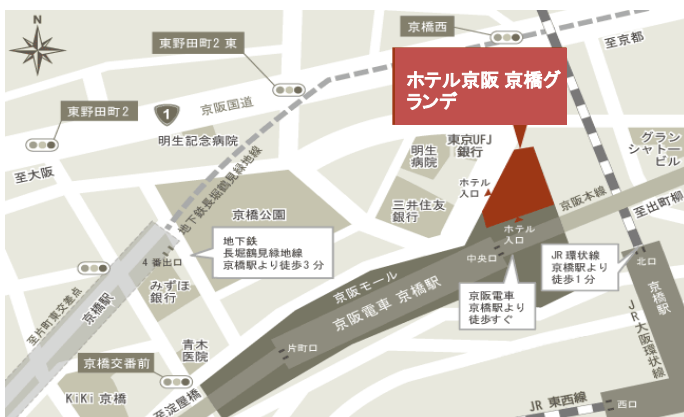 N
京橋西
至京都
東野田町2 東
ホテル京阪 京橋グ
ランデ
東野田町2
1
京阪国道
明生記念病院
東京UFJ
銀行
グラン
シャトー
ビル
明生
病院
至大阪
地下鉄長堀鶴見緑地線
ホテル
入口
三井住友
銀行
京阪本線
至出町柳
京橋公園
ホテル
入口
地下鉄
長堀鶴見緑地線
京橋駅より徒歩3分
4番出口
中央口
JR環状線
京橋駅より
徒歩1分
北口
京橋駅
みずほ
銀行
京橋駅
至片町東交差点
京阪モール
京阪電車 京橋駅
京阪電車
京橋駅より
徒歩すぐ
JR大阪環状線
青木
医院
片町口
京橋交番前
KiKi 京橋
至淀屋橋
JR 東西線
西口